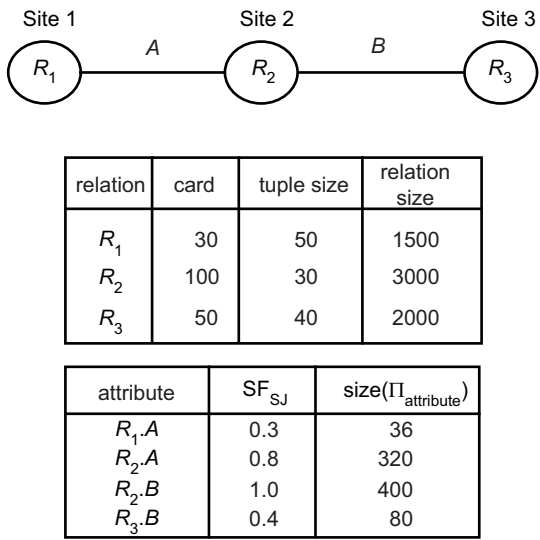 Site 1 Site 2 Site 3
A B
R1 R2 R3
relation card tuple size relation size
R1 30 50 1500
R2 100 30 3000
R3 50 40 2000
attribute SFSJ size(Πattribute)
R1.A 0.3 36
R2.A 0.8 320
R2.B 1.0 400
R3.B 0.4 80